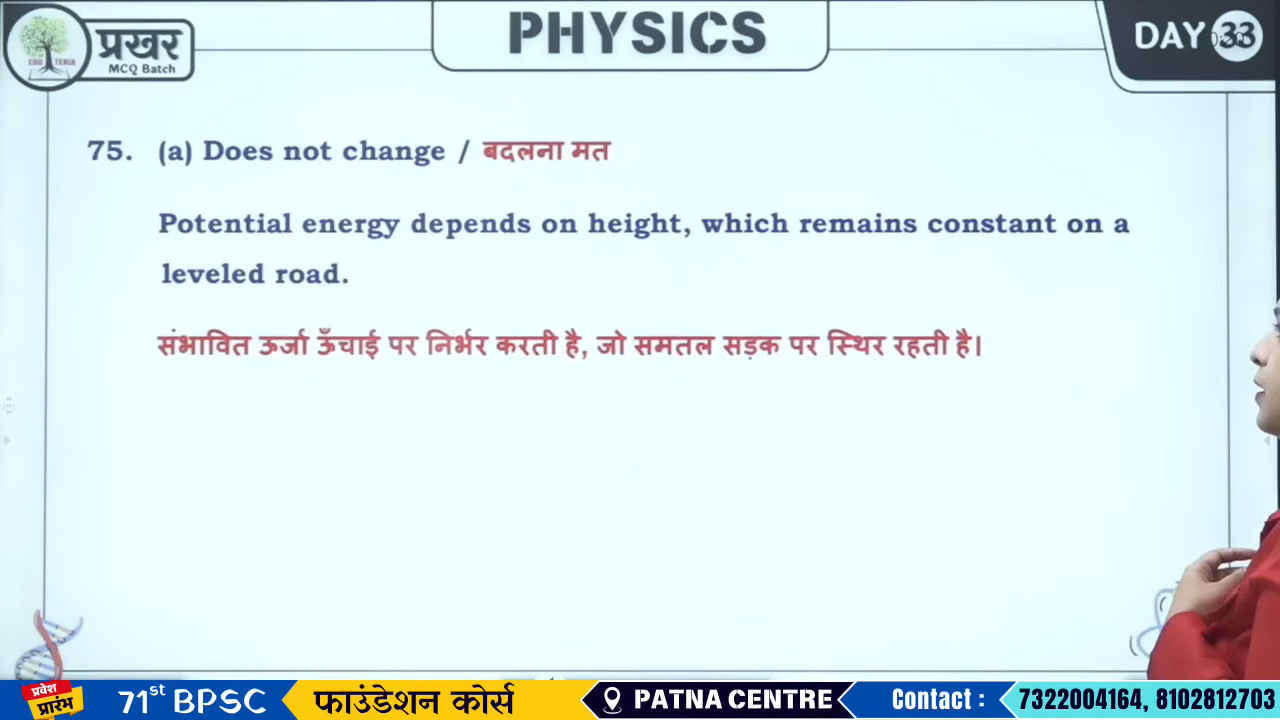 EDU TERIA
प्रखर
MCQ Batch
PHYSICS
DAY 33
75. (a) Does not change / बदलना मत
Potential energy depends on height, which remains constant on a
leveled road.
संभावित ऊर्जा ऊँचाई पर निर्भर करती है, जो समतल सड़क पर स्थिर रहती है।
प्रवेश
प्रारंभ
71st BPSC
फाउंडेशन कोर्स
PATNA CENTRE
Contact : 7322004164, 8102812703